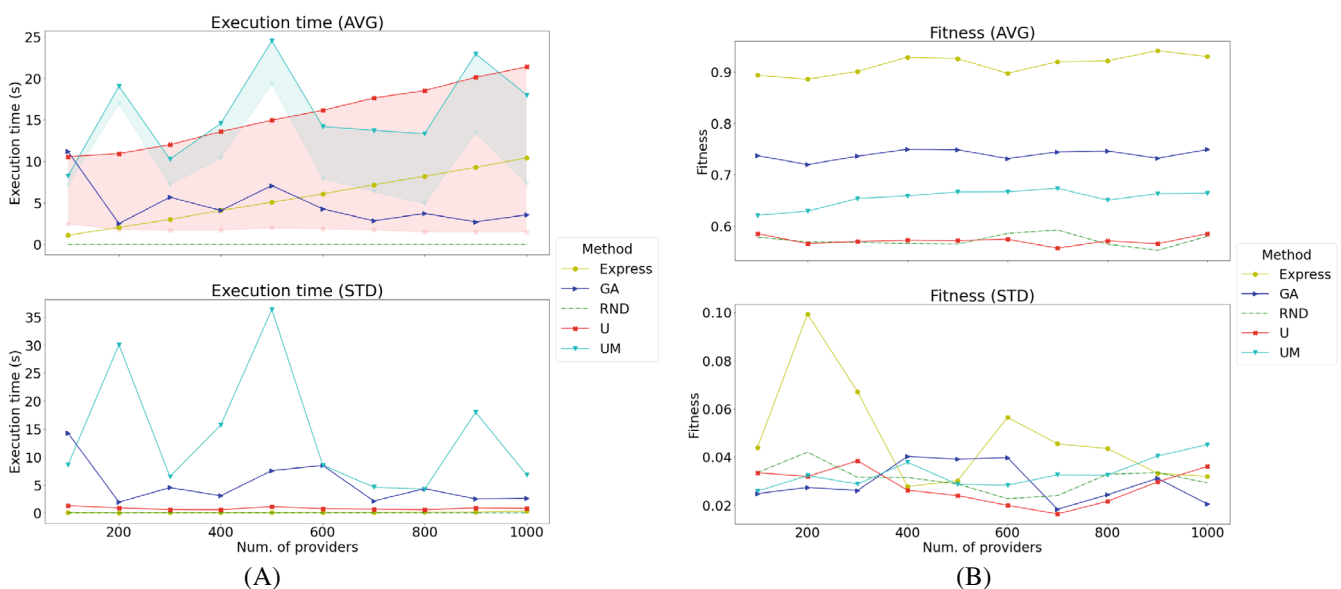 Execution time (AVG)
Execution time (s)
25
20
15
10
5
0
Execution time (STD)
Execution time (s)
35
30
25
20
15
10
5
0
200
400
600
800
1000
Num. of providers
Method
Express
GA
RND
U
UM
(A)
Fitness (AVG)
Fitness
0.9
0.8
0.7
0.6
Fitness (STD)
Fitness
0.10
0.08
0.06
0.04
0.02
200
400
600
800
1000
Num. of providers
Method
Express
GA
RND
U
UM
(B)